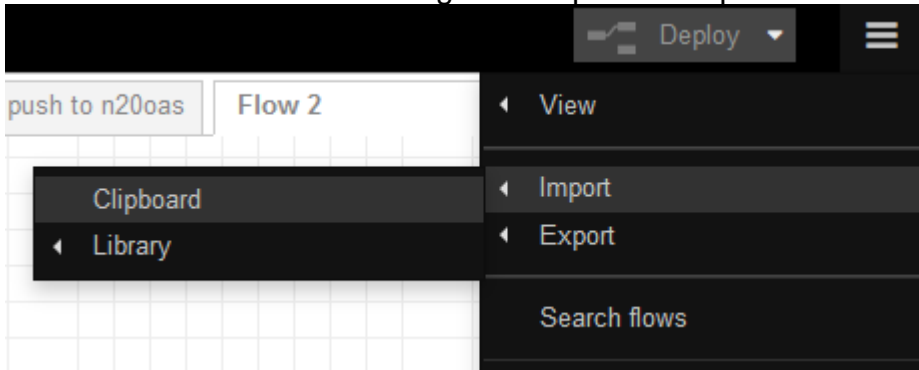 Deploy
push to n20oas
Flow 2
View
Clipboard
Import
Library
Export
Search flows